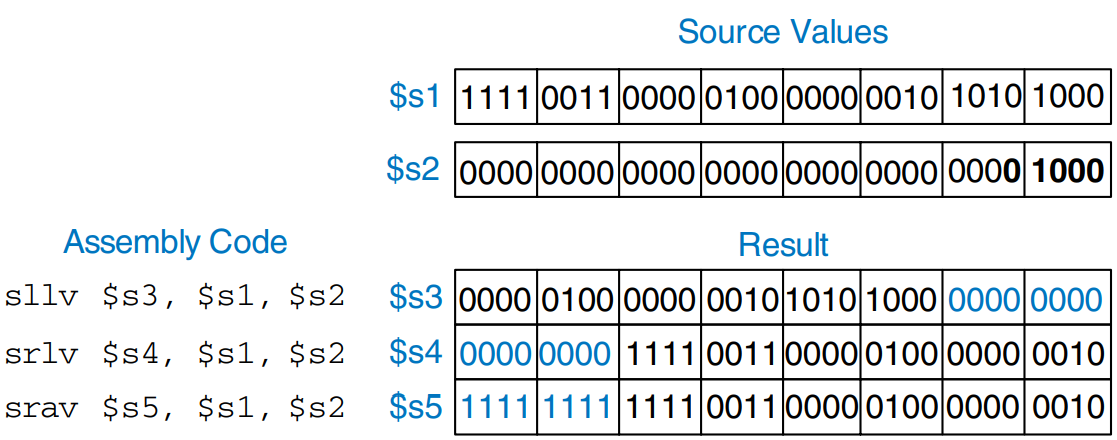 Source Values
$s1 1111 0011 0000 0100 0000 0010 1010 1000
$s2 0000 0000 0000 0000 0000 0000 0000 1000
Assembly Code Result
sllv $s3, $s1, $s2 $s3 0000 0100 0000 0010 1010 1000 0000 0000
srlv $s4, $s1, $s2 $s4 0000 0000 1111 0011 0000 0100 0000 0010
srav $s5, $s1, $s2 $s5 1111 1111 1111 0011 0000 0100 0000 0010